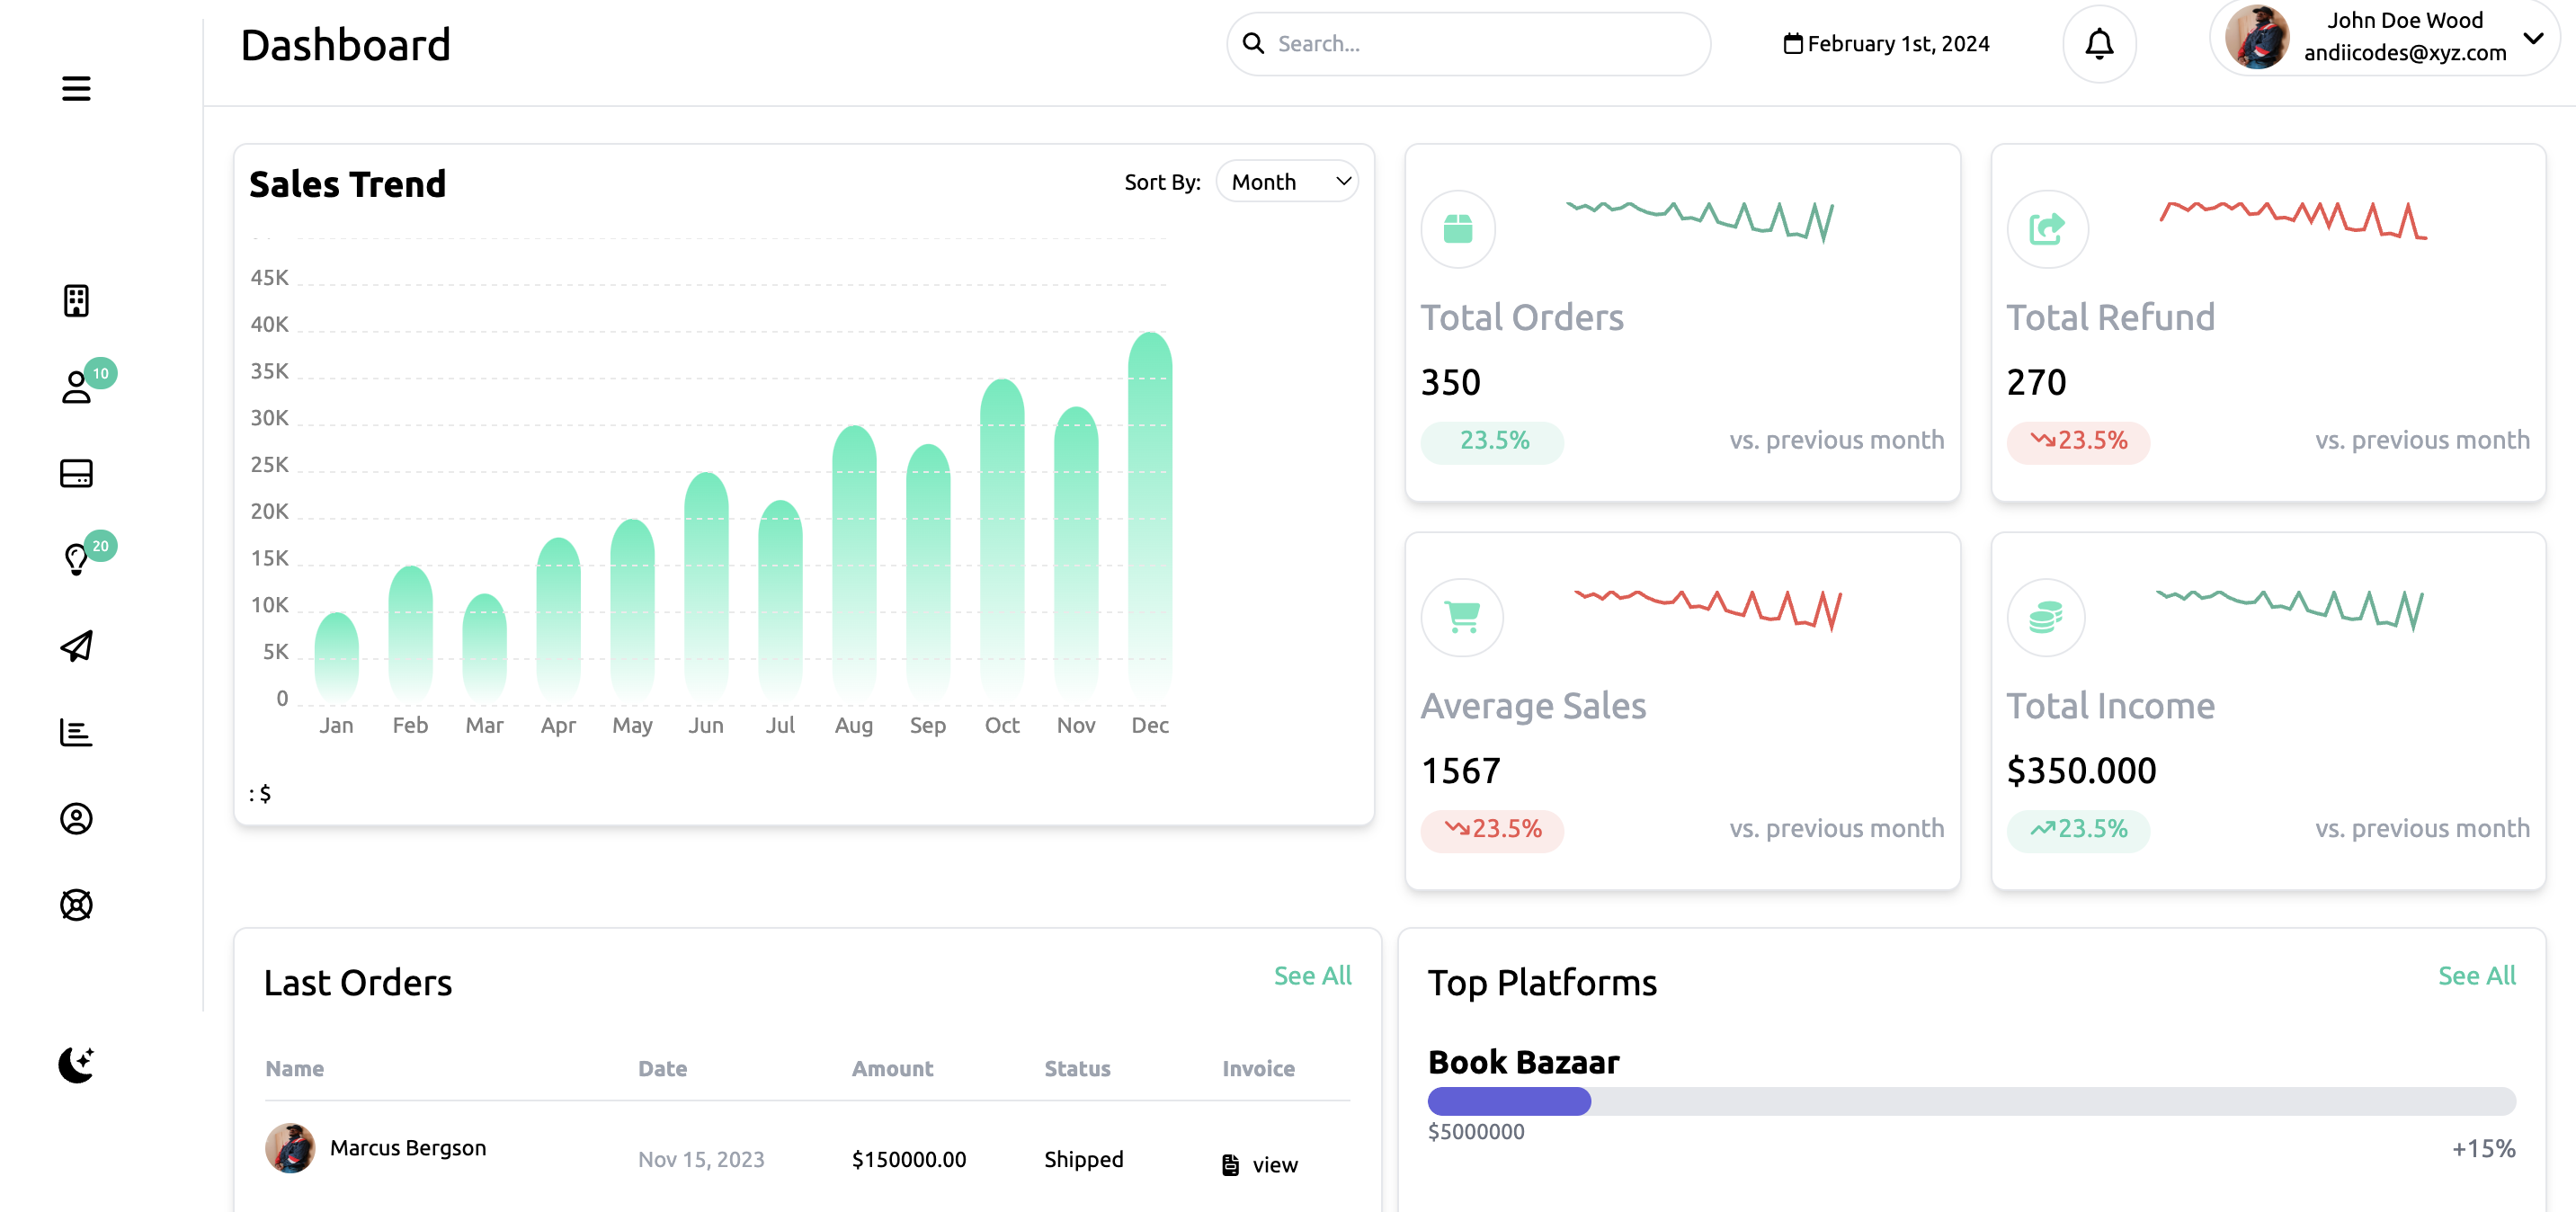 Dashboard
Search...
February 1st, 2024
John Doe Wood
andiicodes@xyz.com
10
20
Sales Trend
Sort By:
Month
45K
40K
35K
30K
25K
20K
15K
10K
5K
0
Jan Feb Mar Apr May Jun Jul Aug Sep Oct Nov Dec
: $
Total Orders
350
23.5% vs. previous month
Total Refund
270
23.5% vs. previous month
Average Sales
1567
23.5% vs. previous month
Total Income
$350.000
23.5% vs. previous month
Last Orders
See All
Name Date Amount Status Invoice
Marcus Bergson Nov 15, 2023 $150000.00 Shipped view
Top Platforms
See All
Book Bazaar
$5000000
+15%